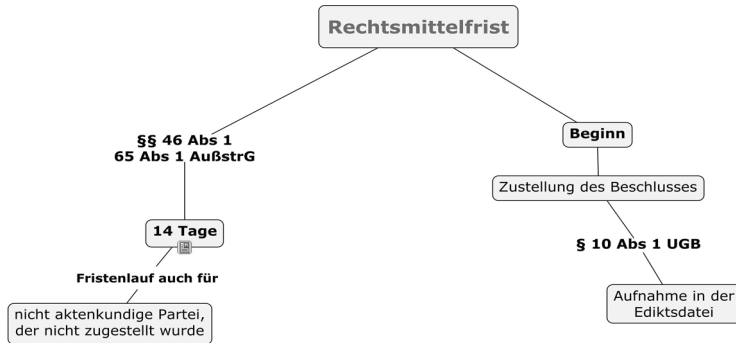 Rechtsmittelfrist
§§ 46 Abs 1
65 Abs 1 AußstrG
14 Tage
Fristenlauf auch für
nicht aktenkundige Partei,
der nicht zugestellt wurde
Beginn
Zustellung des Beschlusses
§ 10 Abs 1 UGB
Aufnahme in der
Ediktsdatei